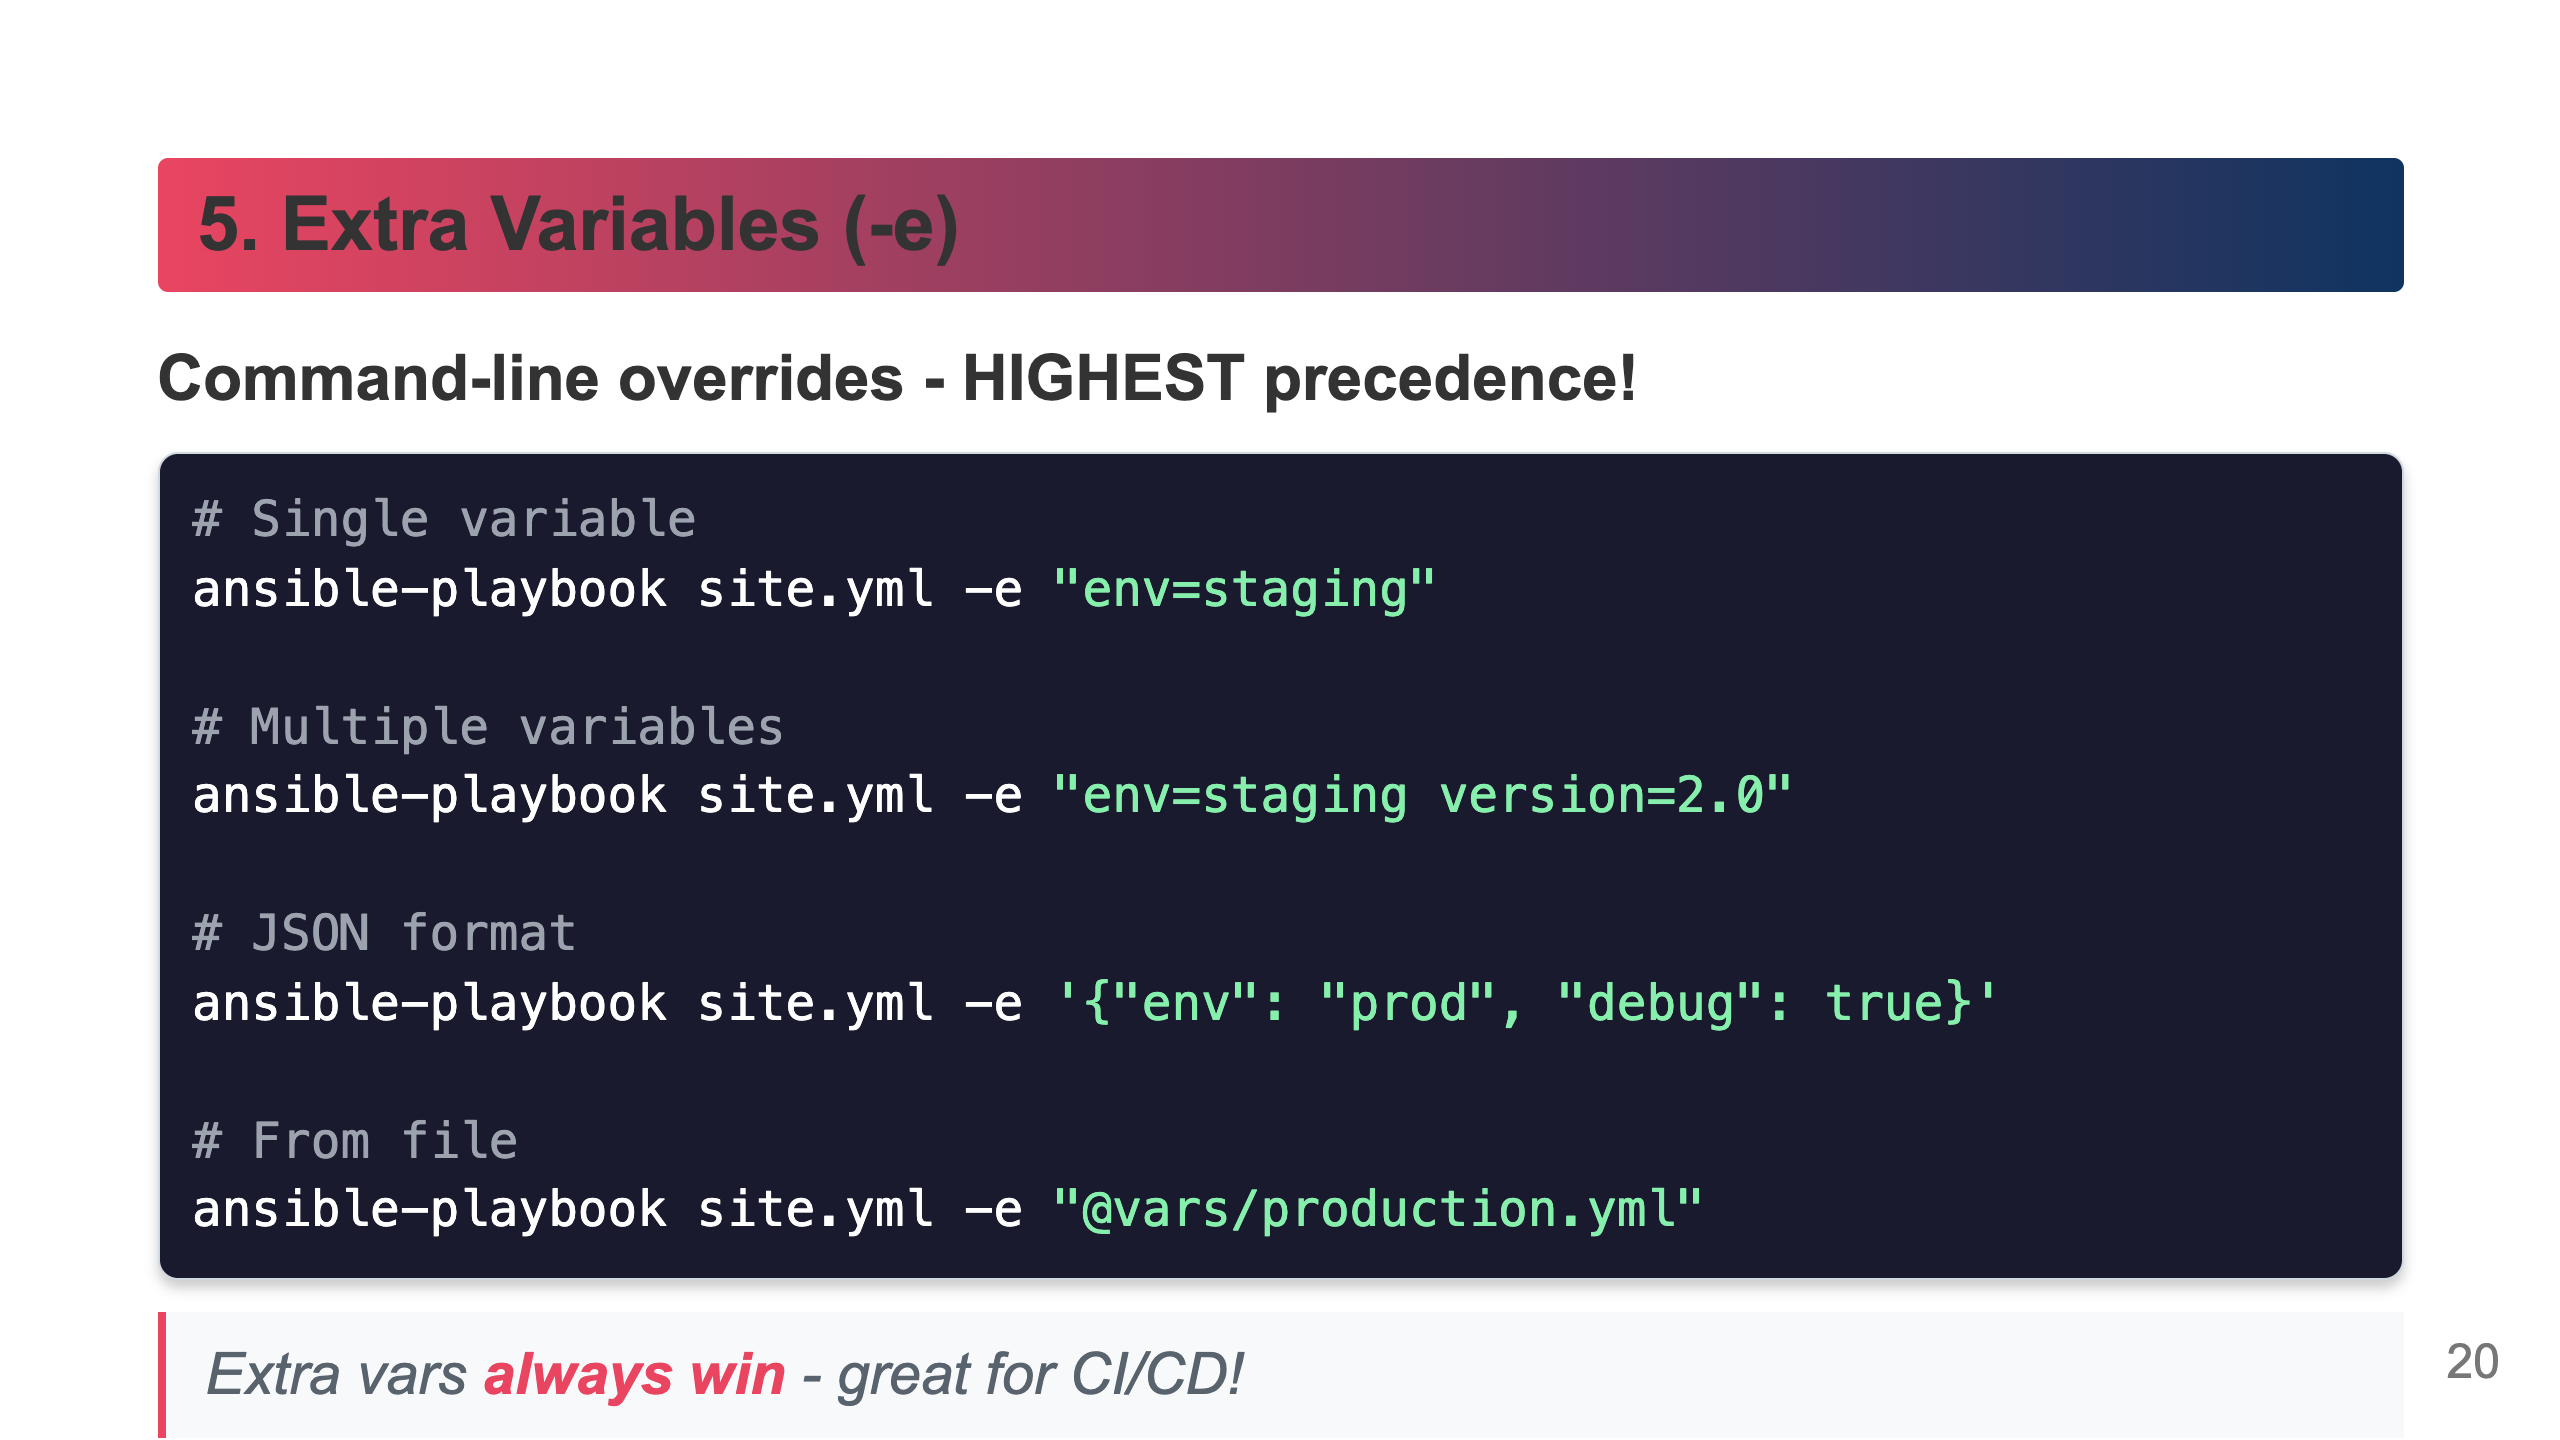 5. Extra Variables (-e)
Command-line overrides - HIGHEST precedence!
# Single variable
ansible-playbook site.yml -e "env=staging"
# Multiple variables
ansible-playbook site.yml -e "env=staging version=2.0"
# JSON format
ansible-playbook site.yml -e '{"env": "prod", "debug": true}'
# From file
ansible-playbook site.yml -e "@vars/production.yml"
Extra vars always win - great for CI/CD!
20